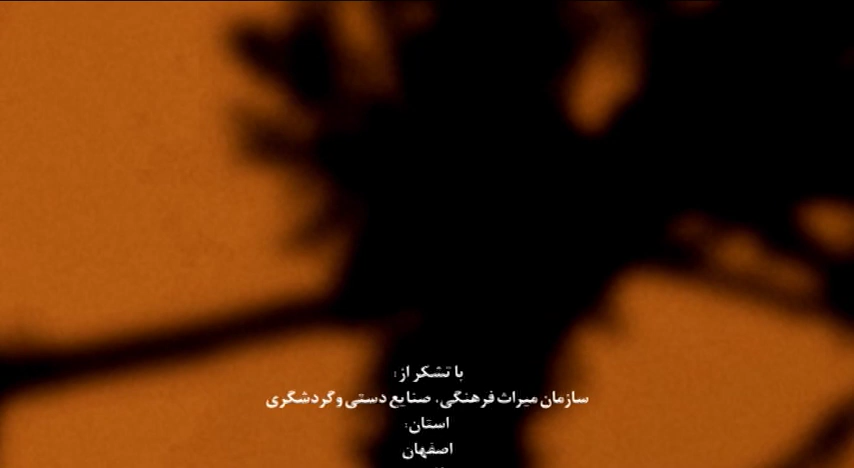 با تشکر از:
سازمان میراث فرهنگی، صنایع دستی و گردشگری
استان:
اصفهان